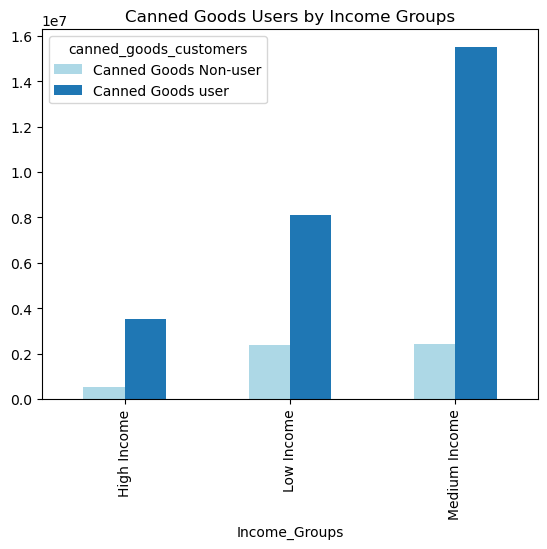 Canned Goods Users by Income Groups
1e7
canned_goods_customers
Canned Goods Non-user
Canned Goods user
1.6
1.4
1.2
1.0
0.8
0.6
0.4
0.2
0.0
High Income
Low Income
Medium Income
Income_Groups